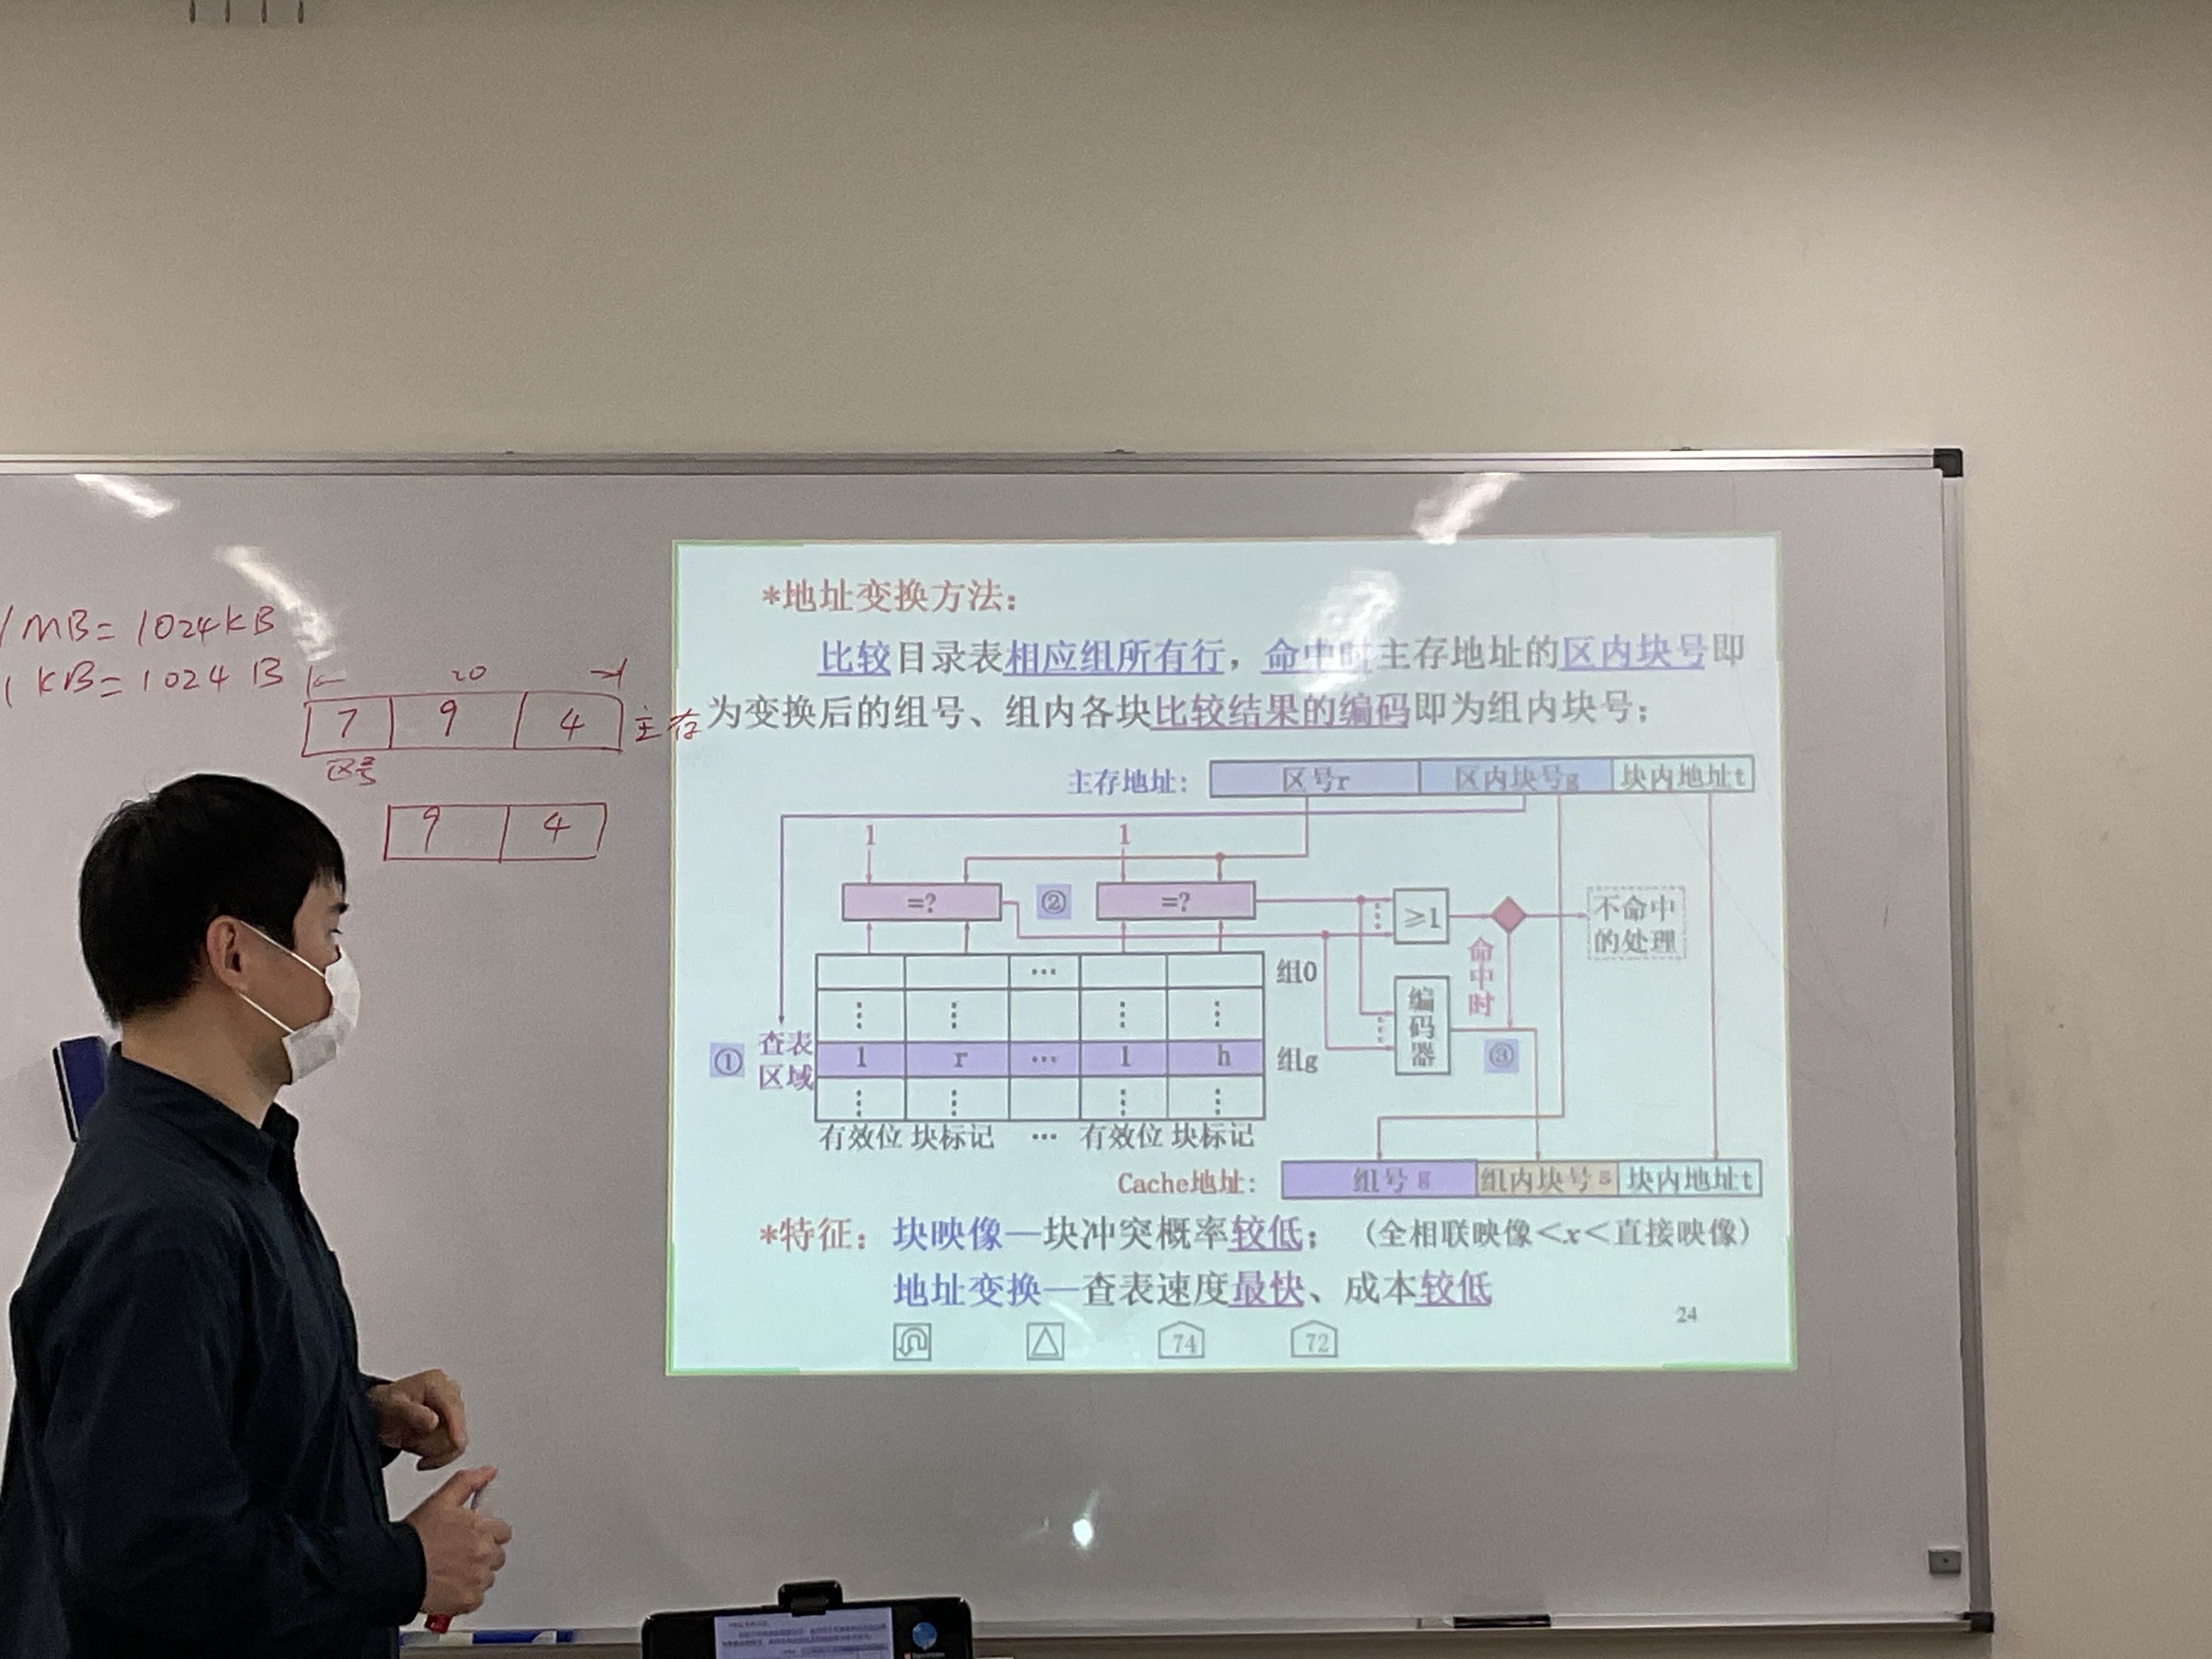 1MB=1024KB
1KB=1024B
20
7 9 4 主存
区号
9 4
*地址变换方法:
比较目录表相应组所有行，命中时主存地址的区内块号即
为变换后的组号、组内各块比较结果的编码即为组内块号；
主存地址: 区号r 区内块号g 块内地址t
1 1
=? ② =? ≥1 不命中
的处理
命中时
… 组0
⋮ ⋮ ⋮ ⋮
编码器
① 查表区域 1 r … 1 h 组g ③
⋮ ⋮ ⋮ ⋮
有效位 块标记 … 有效位 块标记
Cache地址: 组号g 组内块号s 块内地址t
*特征：块映像—块冲突概率较低； (全相联映像<x<直接映像)
地址变换—查表速度最快、成本较低
24
74 72